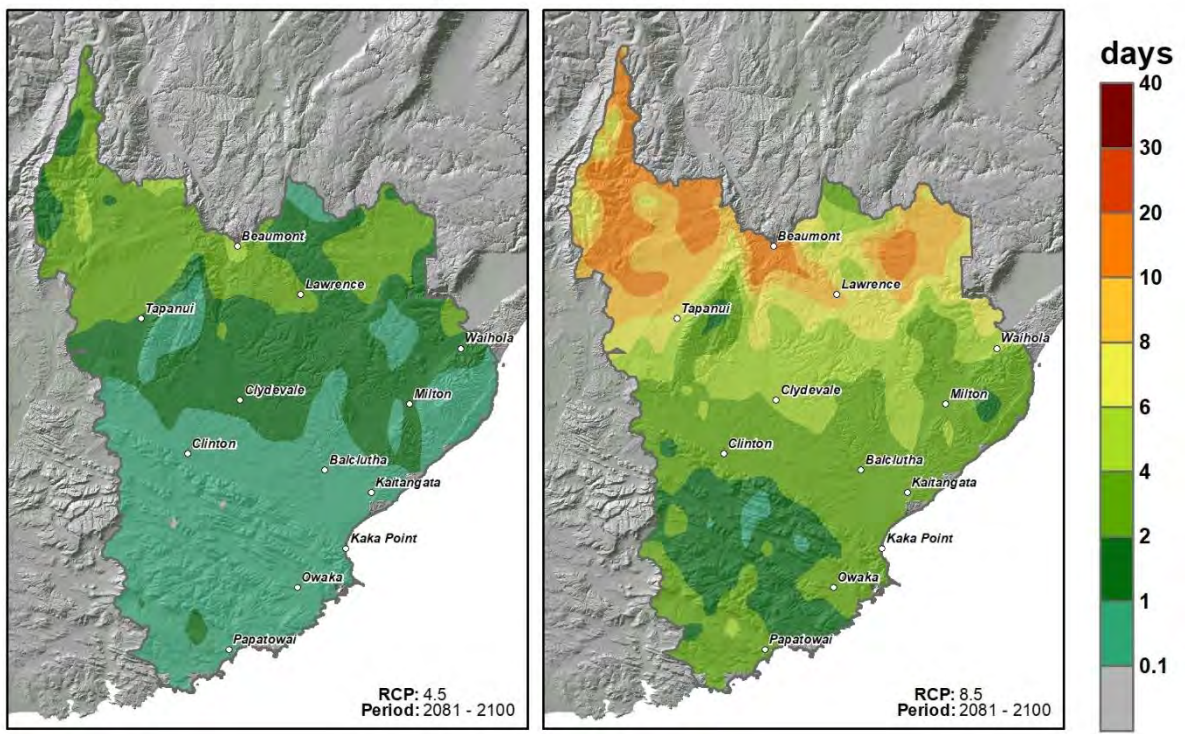 Beaumont
Lawrence
Tapanui
Waihola
Clydevale
Milton
Clinton
Balclutha
Kaitangata
Kaka Point
Owaka
Papatowai
RCP: 4.5
Period: 2081 - 2100
Beaumont
Lawrence
Tapanui
Waihola
Clydevale
Milton
Clinton
Balclutha
Kaitangata
Kaka Point
Owaka
Papatowai
RCP: 8.5
Period: 2081 - 2100
days
40
30
20
10
8
6
4
2
1
0.1